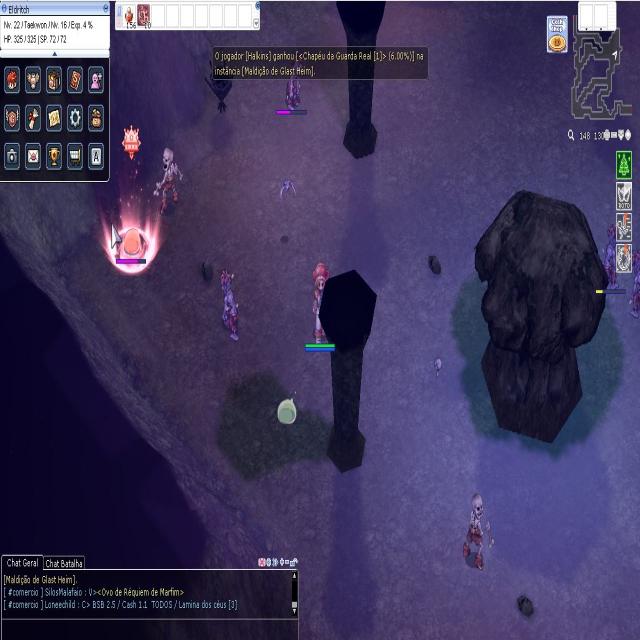 Eldritch
Nv. 22 / Taekwon / Nv. 16 / Exp. 4 %
HP. 325 / 325 | SP. 72 / 72
O jogador [Halkins] ganhou [<Chapéu da Guarda Real [1]> (6.00%)] na
instância [Maldição de Glast Heim].
Chat Geral Chat Batalha
[Maldição de Glast Heim].
[ #comercio ] SilosMalafaio : V><Ovo de Réquiem de Marfim>
[ #comercio ] Loneechild : C> BSB 2.5 / Cash 1.1 TODOS / Lamina dos céus [3]